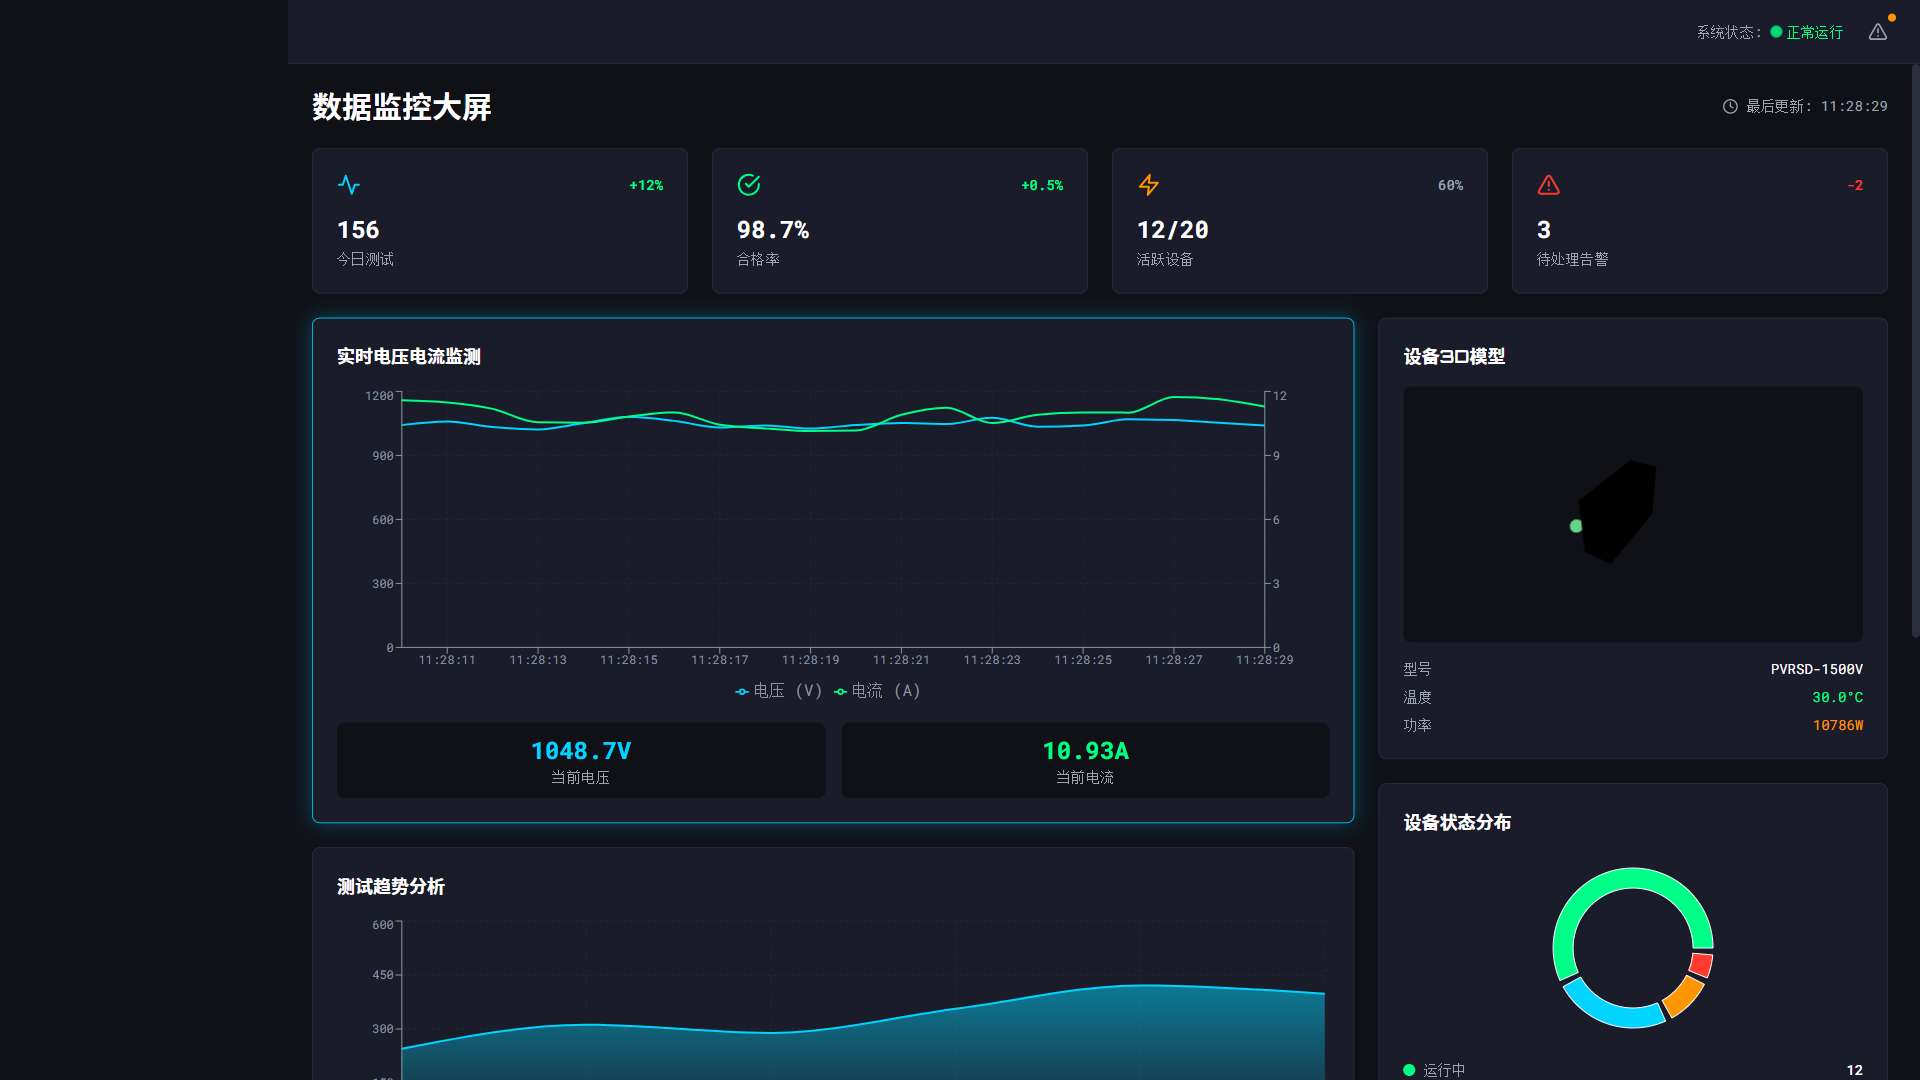 系统状态: 正常运行
数据监控大屏
最后更新: 11:28:29
+12%
156
今日测试
+0.5%
98.7%
合格率
60%
12/20
活跃设备
-2
3
待处理告警
实时电压电流监测
1200
900
600
300
0
12
9
6
3
0
11:28:11 11:28:13 11:28:15 11:28:17 11:28:19 11:28:21 11:28:23 11:28:25 11:28:27 11:28:29
电压 (V) 电流 (A)
1048.7V
当前电压
10.93A
当前电流
设备3D模型
型号 PVRSD-1500V
温度 30.0°C
功率 10786W
测试趋势分析
600
450
300
设备状态分布
运行中 12